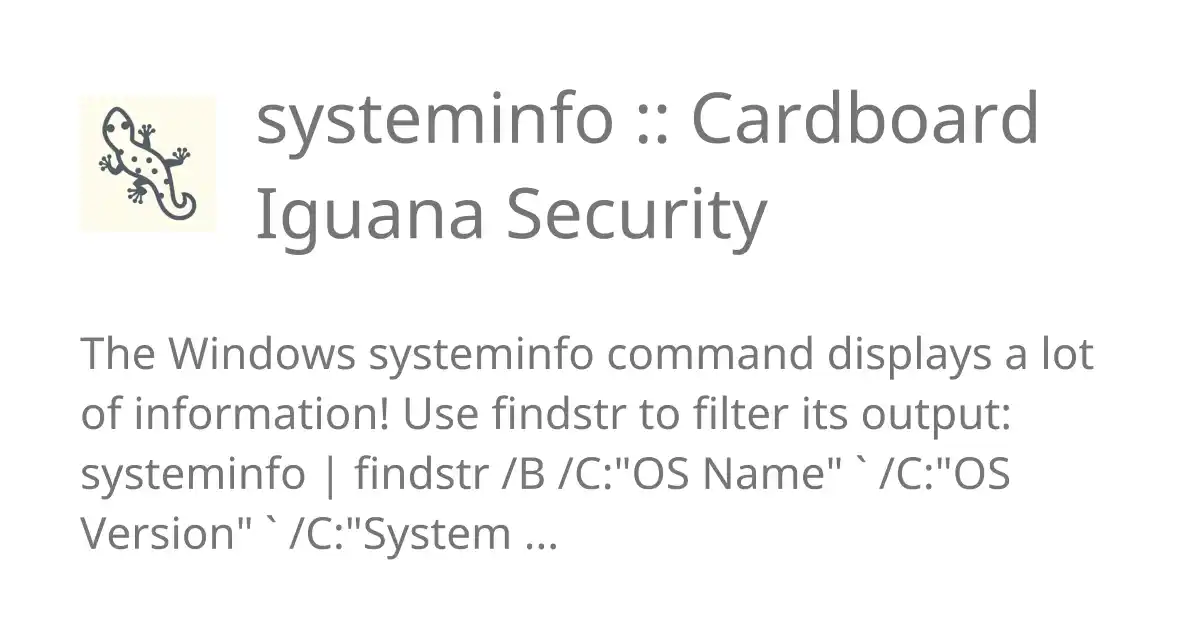 systeminfo :: Cardboard
Iguana Security
The Windows systeminfo command displays a lot
of information! Use findstr to filter its output:
systeminfo | findstr /B /C:"OS Name" ` /C:"OS
Version" ` /C:"System ...